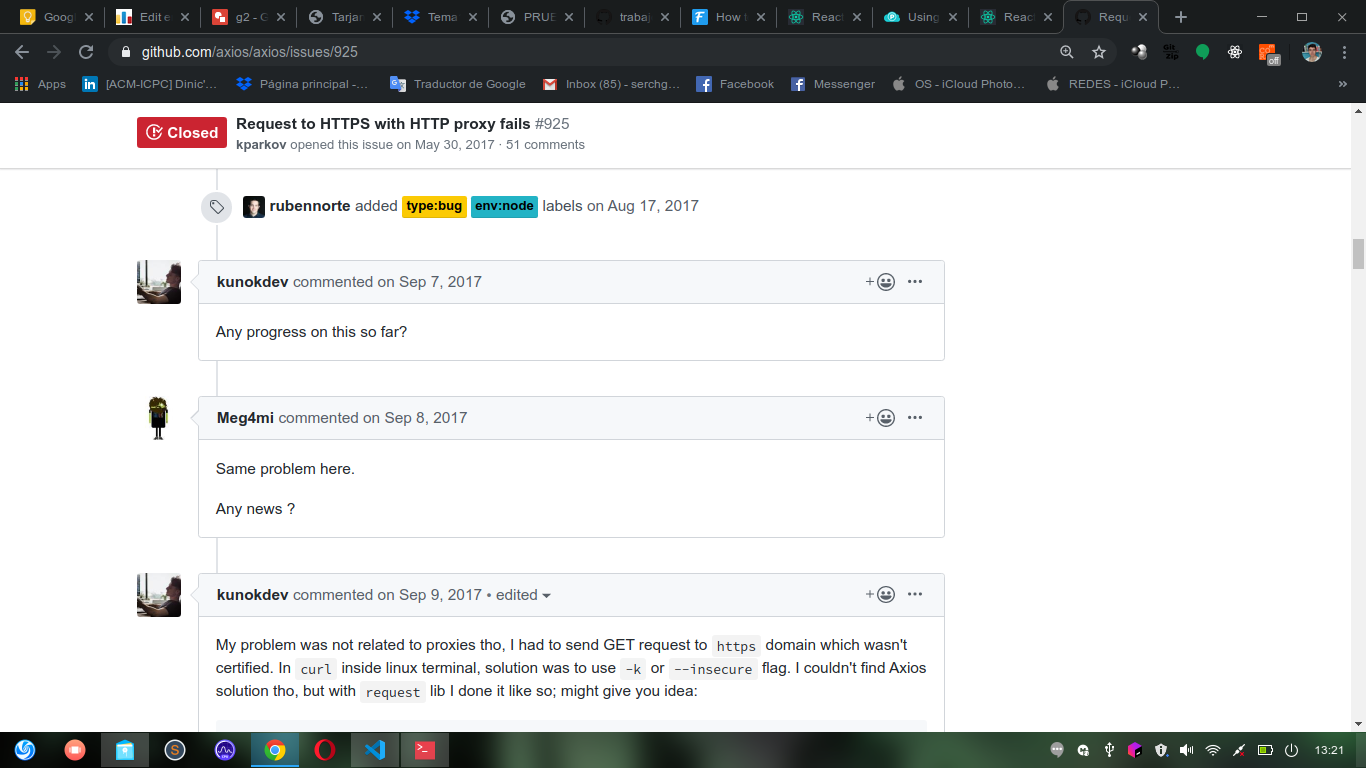 Googl
Edit e
g2 - G
Tarjan
Tema
PRUE
trabaj
How t
React
Using
React
Requ
github.com/axios/axios/issues/925
Git
Zip
off
Apps
[ACM-ICPC] Dinic'...
Página principal -...
Traductor de Google
Inbox (85) - serchg...
Facebook
Messenger
OS - iCloud Photo...
REDES - iCloud P...
»
Closed
Request to HTTPS with HTTP proxy fails #925
kparkov opened this issue on May 30, 2017 · 51 comments
rubennorte added type:bug env:node labels on Aug 17, 2017
kunokdev commented on Sep 7, 2017
Any progress on this so far?
Meg4mi commented on Sep 8, 2017
Same problem here.
Any news ?
kunokdev commented on Sep 9, 2017 • edited
My problem was not related to proxies tho, I had to send GET request to https domain which wasn't
certified. In curl inside linux terminal, solution was to use -k or --insecure flag. I couldn't find Axios
solution tho, but with request lib I done it like so; might give you idea:
13:21